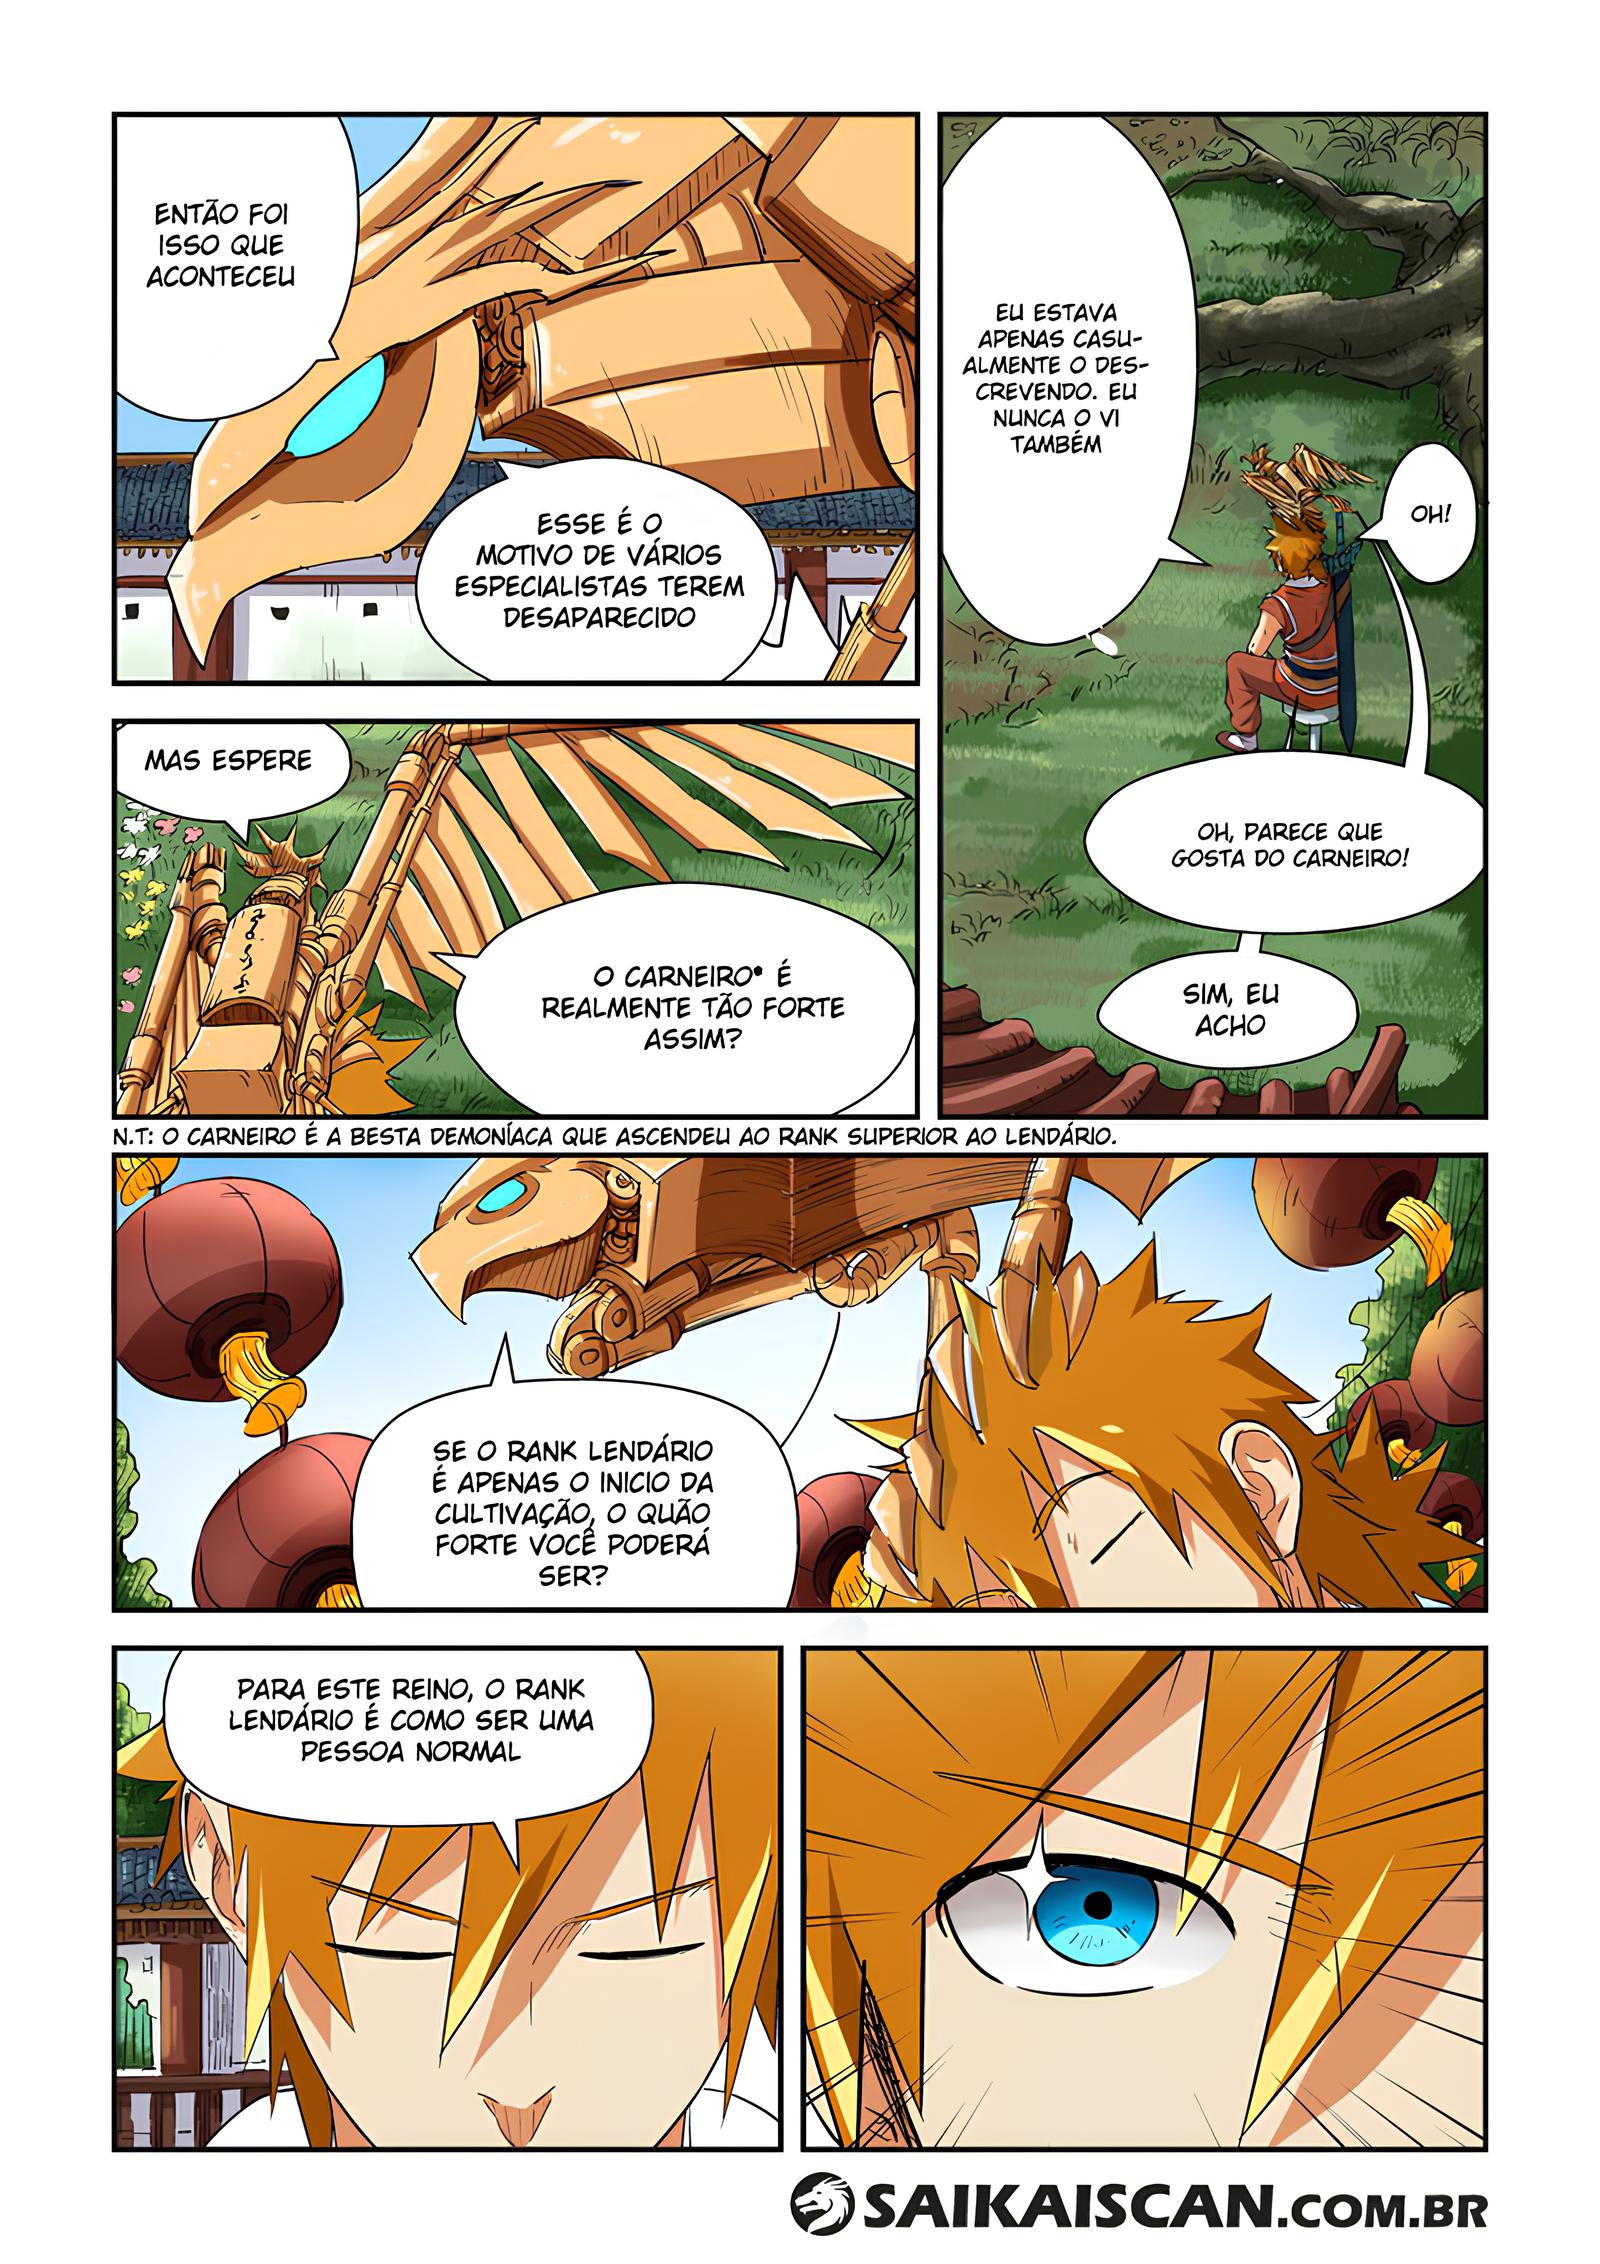 ENTÃO FOI
ISSO QUE
ACONTECEU
ESSE É O
MOTIVO DE VÁRIOS
ESPECIALISTAS TEREM
DESAPARECIDO
EU ESTAVA
APENAS CASU-
ALMENTE O DES-
CREVENDO. EU
NUNCA O VI
TAMBÉM
OH!
OH, PARECE QUE
GOSTA DO CARNEIRO!
SIM, EU
ACHO
MAS ESPERE
O CARNEIRO* É
REALMENTE TÃO FORTE
ASSIM?
N.T: O CARNEIRO É A BESTA DEMONÍACA QUE ASCENDEU AO RANK SUPERIOR AO LENDÁRIO.
SE O RANK LENDÁRIO
É APENAS O INICIO DA
CULTIVAÇÃO, O QUÃO
FORTE VOCÊ PODERÁ
SER?
PARA ESTE REINO, O RANK
LENDÁRIO É COMO SER UMA
PESSOA NORMAL
SAIKAISCAN.COM.BR